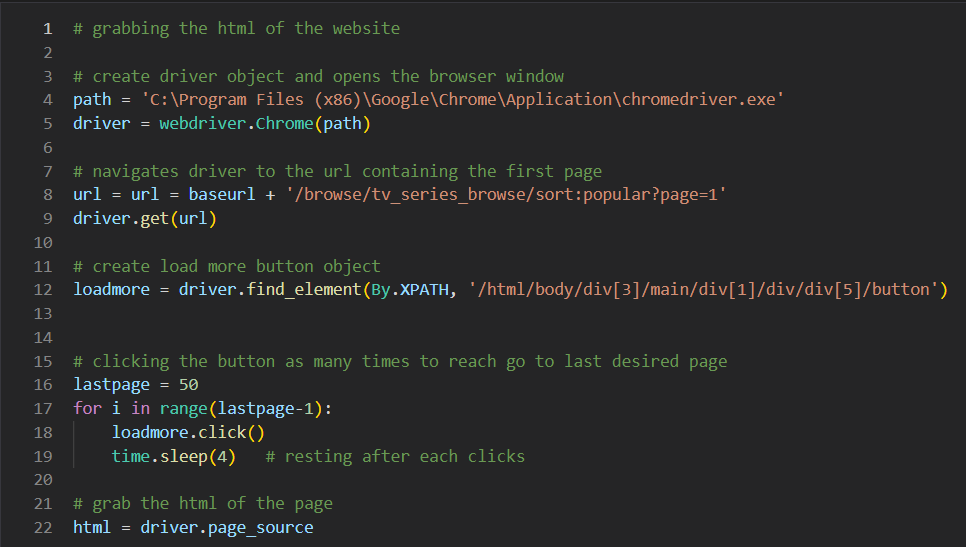 1 # grabbing the html of the website
2
3 # create driver object and opens the browser window
4 path = 'C:\Program Files (x86)\Google\Chrome\Application\chromedriver.exe'
5 driver = webdriver.Chrome(path)
6
7 # navigates driver to the url containing the first page
8 url = url = baseurl + '/browse/tv_series_browse/sort:popular?page=1'
9 driver.get(url)
10
11 # create load more button object
12 loadmore = driver.find_element(By.XPATH, '/html/body/div[3]/main/div[1]/div/div[5]/button')
13
14
15 # clicking the button as many times to reach go to last desired page
16 lastpage = 50
17 for i in range(lastpage-1):
18     loadmore.click()
19     time.sleep(4)   # resting after each clicks
20
21 # grab the html of the page
22 html = driver.page_source